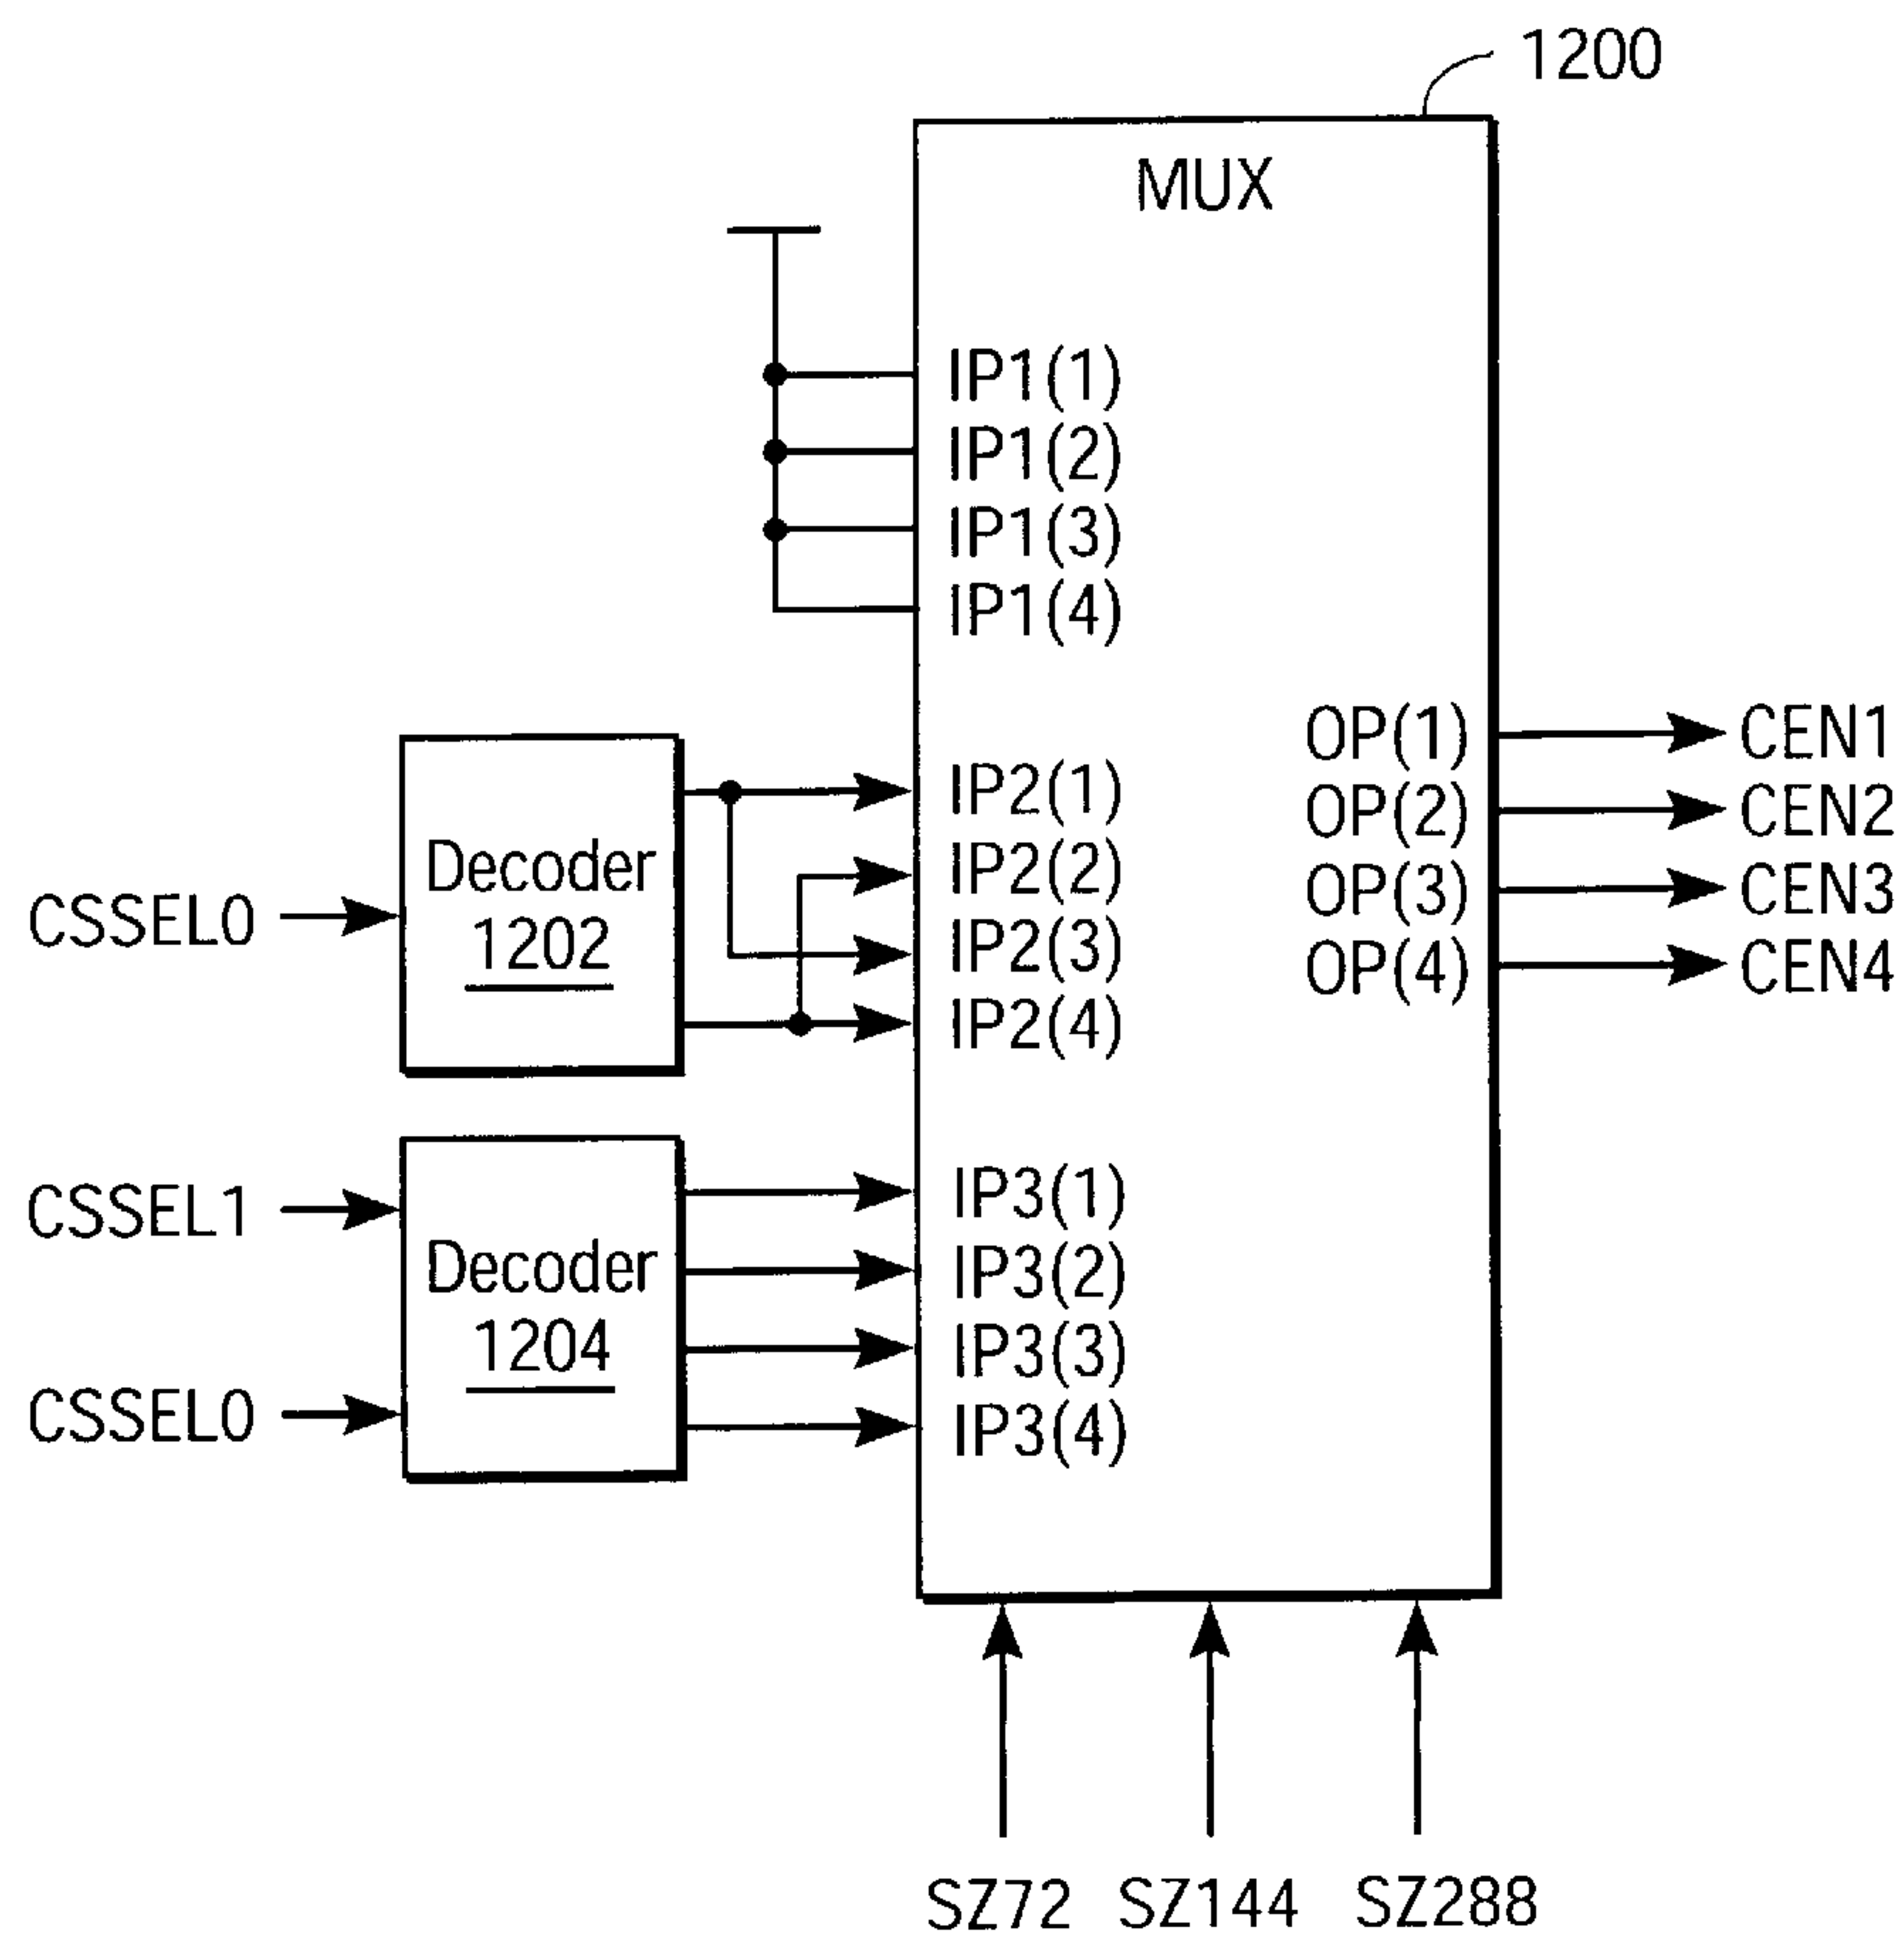 1200
MUX
IP1(1)
IP1(2)
IP1(3)
IP1(4)
OP(1)
OP(2)
OP(3)
OP(4)
CEN1
CEN2
CEN3
CEN4
IP2(1)
IP2(2)
IP2(3)
IP2(4)
CSSEL0
Decoder
1202
IP3(1)
IP3(2)
IP3(3)
IP3(4)
CSSEL1
Decoder
1204
CSSEL0
SZ72
SZ144
SZ288